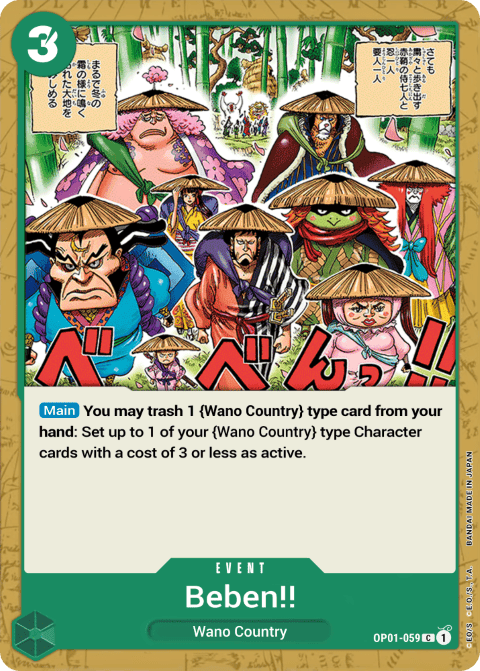 3
さても
粛々と歩き出す
赤鞘の侍七人と
忍一人
要人一人
まるで冬の
霜の様に鳴く
れた大地を
しめる
べべんっ!!
Main You may trash 1 {Wano Country} type card from your
hand: Set up to 1 of your {Wano Country} type Character
cards with a cost of 3 or less as active.
EVENT
Beben!!
Wano Country
OP01-059 C 1
©E.O./S. ©E.O./S.,T.A. BANDAI MADE IN JAPAN